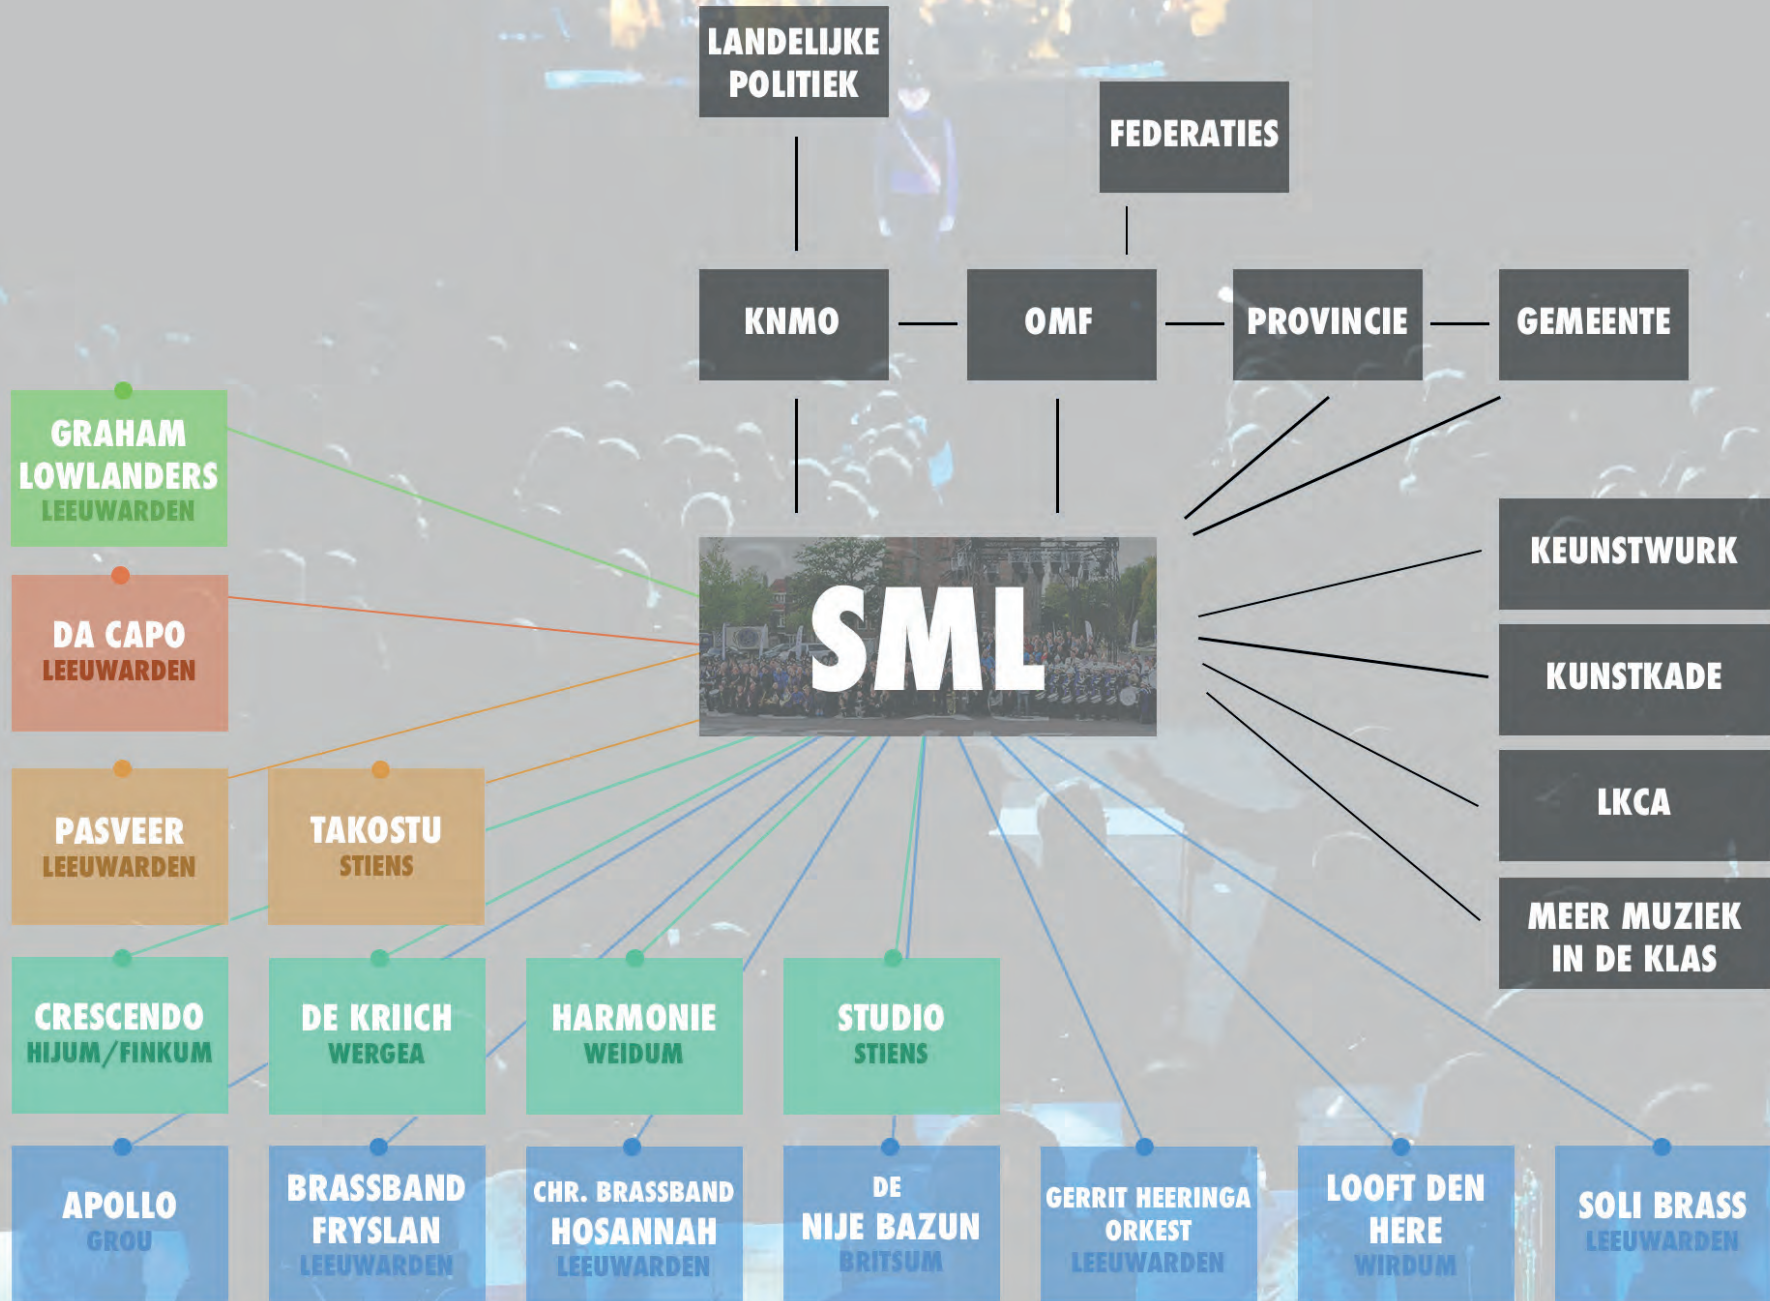 LANDELIJKE
POLITIEK
FEDERATIES
KNMO
OMF
PROVINCIE
GEMEENTE
GRAHAM
LOWLANDERS
LEEUWARDEN
SML
KEUNSTWURK
DA CAPO
LEEUWARDEN
KUNSTKADE
PASVEER
LEEUWARDEN
TAKOSTU
STIENS
LKCA
MEER MUZIEK
IN DE KLAS
CRESCENDO
HIJUM/FINKUM
DE KRIICH
WERGEA
HARMONIE
WEIDUM
STUDIO
STIENS
APOLLO
GROU
BRASSBAND
FRYSLAN
LEEUWARDEN
CHR. BRASSBAND
HOSANNAH
LEEUWARDEN
DE
NIJE BAZUN
BRITSUM
GERRIT HEERINGA
ORKEST
LEEUWARDEN
LOOFT DEN
HERE
WIRDUM
SOLI BRASS
LEEUWARDEN